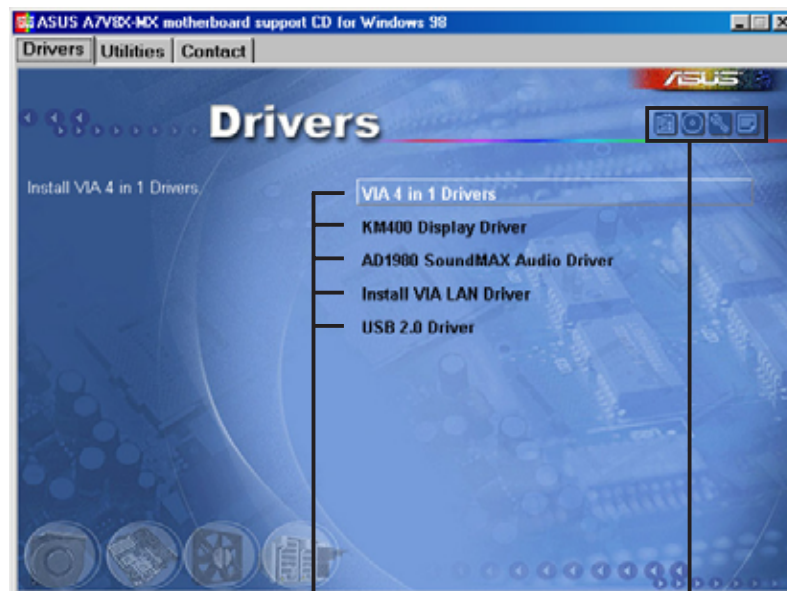 ASUS A7V8X-MX motherboard support CD for Windows 98
Drivers Utilities Contact
ASUS
Drivers
Install VIA 4 in 1 Drivers.
VIA 4 in 1 Drivers
KM400 Display Driver
AD1980 SoundMAX Audio Driver
Install VIA LAN Driver
USB 2.0 Driver